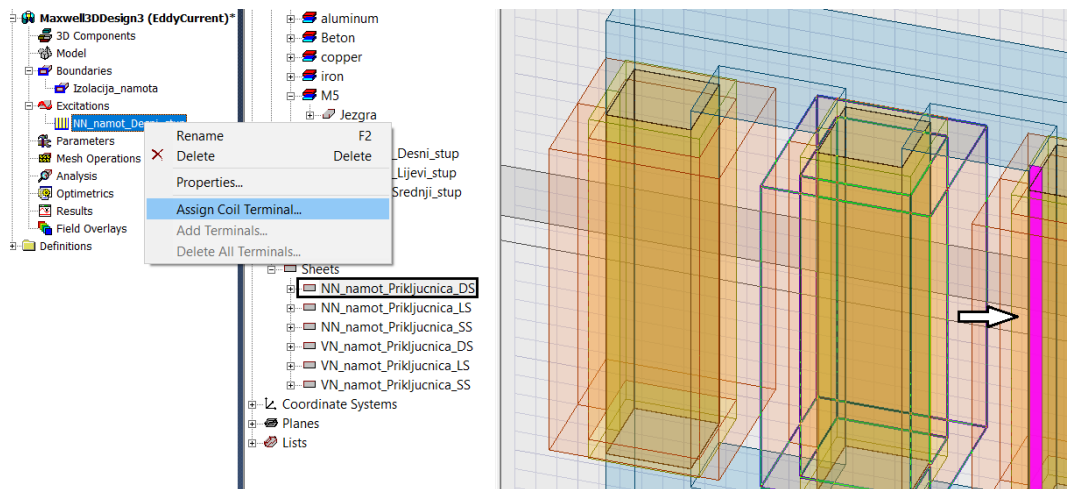 Maxwell3DDesign3 (EddyCurrent)*
3D Components
Model
Boundaries
Izolacija_namota
Excitations
NN_namot_De
Parameters
Mesh Operations
Analysis
Optimetrics
Results
Field Overlays
Definitions
Rename F2
Delete Delete
Properties...
Assign Coil Terminal...
Add Terminals...
Delete All Terminals...
aluminum
Beton
copper
iron
M5
Jezgra
_Desni_stup
_Lijevi_stup
Srednji_stup
Sheets
NN_namot_Prikljucnica_DS
NN_namot_Prikljucnica_LS
NN_namot_Prikljucnica_SS
VN_namot_Prikljucnica_DS
VN_namot_Prikljucnica_LS
VN_namot_Prikljucnica_SS
Coordinate Systems
Planes
Lists